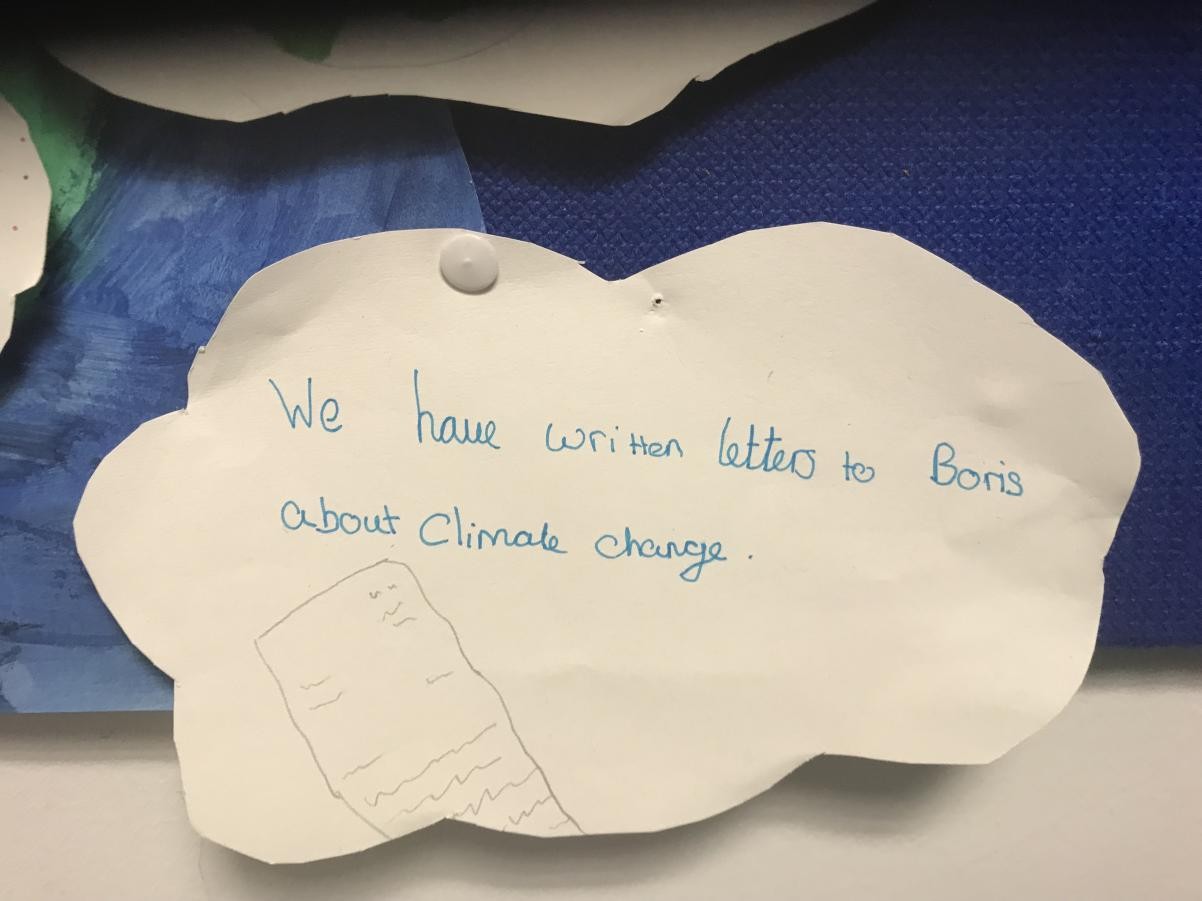 We have written letters to Boris
about Climate change.